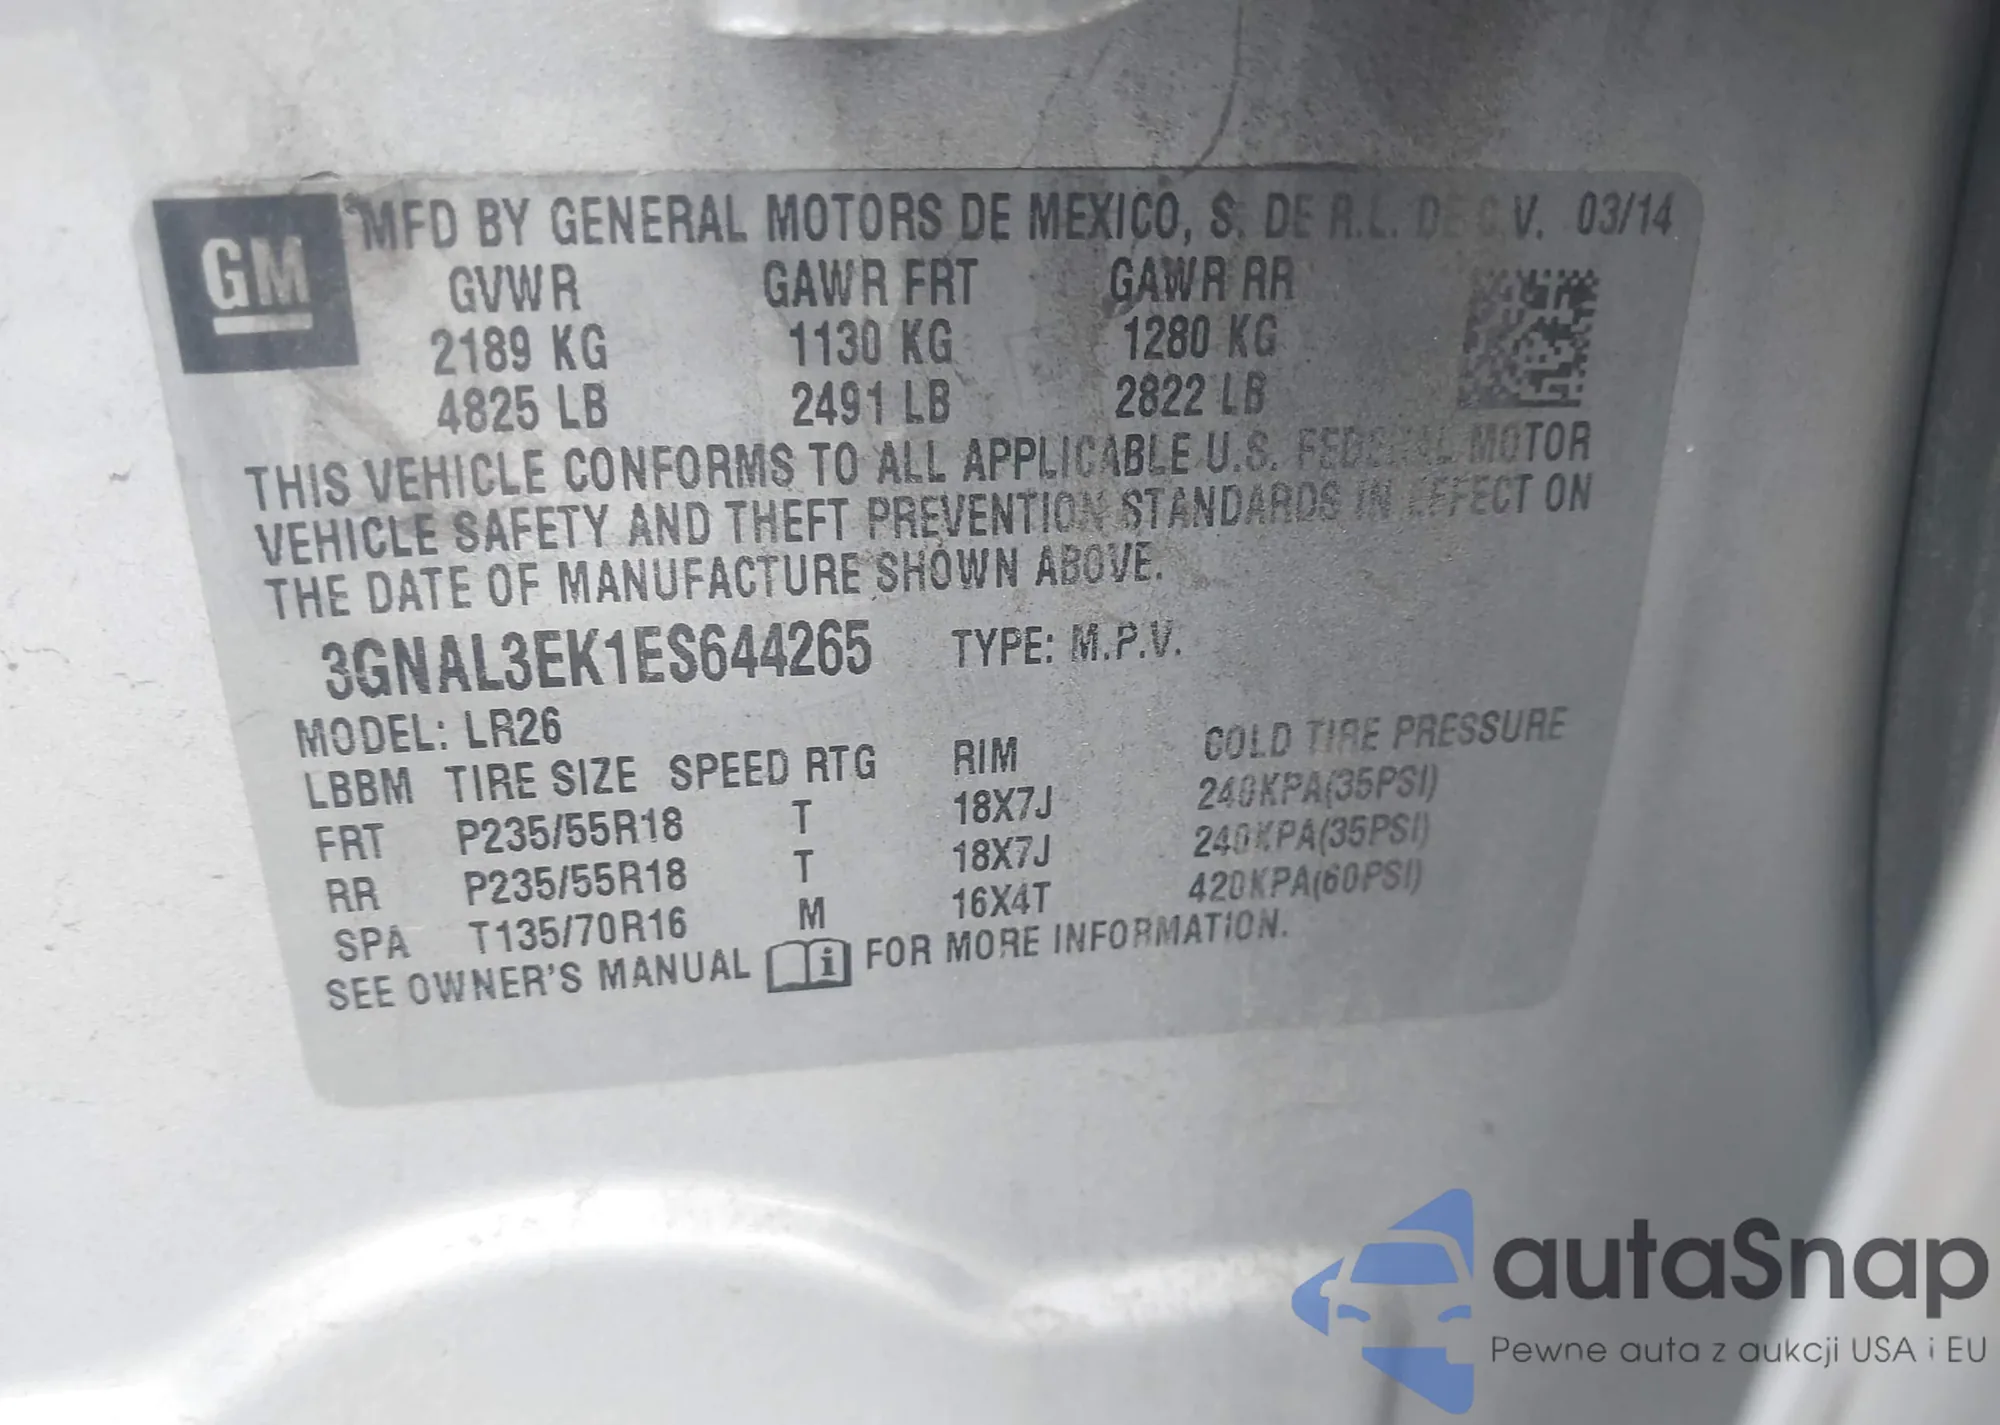 GM
MFD BY GENERAL MOTORS DE MEXICO, S. DE R.L. DE C.V. 03/14
GVWR GAWR FRT GAWR RR
2189 KG 1130 KG 1280 KG
4825 LB 2491 LB 2822 LB
THIS VEHICLE CONFORMS TO ALL APPLICABLE U.S. FEDERAL MOTOR
VEHICLE SAFETY AND THEFT PREVENTION STANDARDS IN EFFECT ON
THE DATE OF MANUFACTURE SHOWN ABOVE.
3GNAL3EK1ES644265 TYPE: M.P.V.
MODEL: LR26
LBBM TIRE SIZE SPEED RTG RIM COLD TIRE PRESSURE
FRT P235/55R18 T 18X7J 240KPA(35PSI)
RR P235/55R18 T 18X7J 240KPA(35PSI)
SPA T135/70R16 M 16X4T 420KPA(60PSI)
SEE OWNER'S MANUAL i FOR MORE INFORMATION.
autaSnap
Pewne auta z aukcji USA i EU